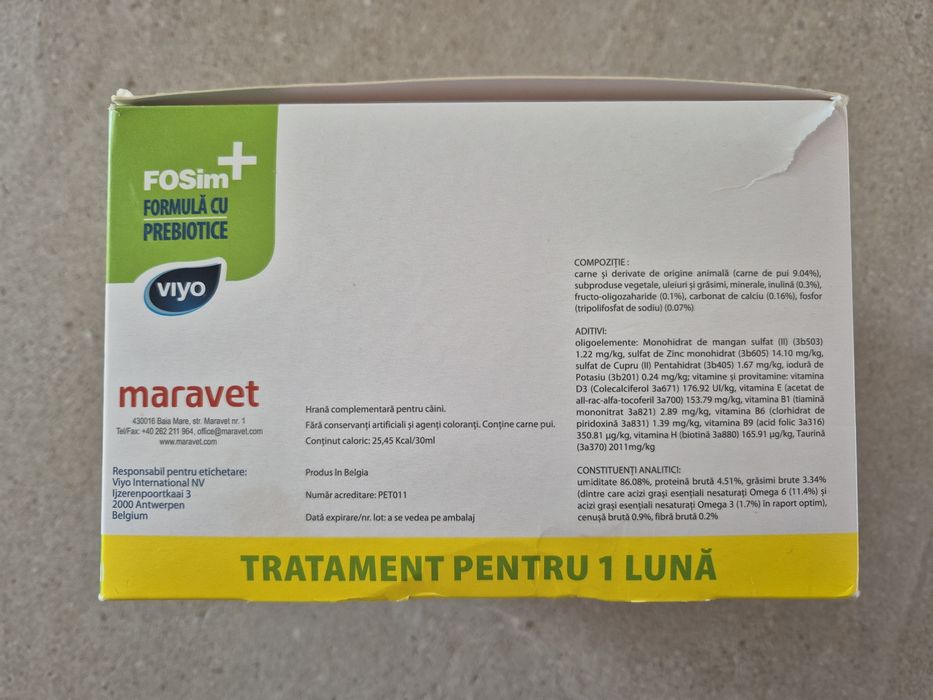 FOSim+
FORMULĂ CU
PREBIOTICE
viyo
maravet
430016 Baia Mare, str. Maravet nr. 1
Tel/Fax: +40 262 211 964, office@maravet.com
www.maravet.com
Responsabil pentru etichetare:
Viyo International NV
Ijzerenpoortkaai 3
2000 Antwerpen
Belgium
Hrană complementară pentru câini.
Fără conservanți artificiali și agenți coloranți. Conține carne pui.
Conținut caloric: 25,45 Kcal/30ml
Produs în Belgia
Număr acreditare: PET011
Dată expirare/nr. lot: a se vedea pe ambalaj
COMPOZIȚIE :
carne și derivate de origine animală (carne de pui 9.04%),
subproduse vegetale, uleiuri și grăsimi, minerale, inulină (0.3%),
fructo-oligozaharide (0.1%), carbonat de calciu (0.16%), fosfor
(tripolifosfat de sodiu) (0.07%)
ADITIVI:
oligoelemente: Monohidrat de mangan sulfat (II) (3b503)
1.22 mg/kg, sulfat de Zinc monohidrat (3b605) 14.10 mg/kg,
sulfat de Cupru (II) Pentahidrat (3b405) 1.67 mg/kg, iodură de
Potasiu (3b201) 0.24 mg/kg; vitamine și provitamine: vitamina
D3 (Colecalciferol 3a671) 176.92 UI/kg, vitamina E (acetat de
all-rac-alfa-tocoferil 3a700) 153.79 mg/kg, vitamina B1 (tiamină
mononitrat 3a821) 2.89 mg/kg, vitamina B6 (clorhidrat de
piridoxină 3a831) 1.39 mg/kg, vitamina B9 (acid folic 3a316)
350.81 µg/kg, vitamina H (biotină 3a880) 165.91 µg/kg, Taurină
(3a370) 2011mg/kg
CONSTITUENȚI ANALITICI:
umiditate 86.08%, proteină brută 4.51%, grăsimi brute 3.34%
(dintre care acizi grași esențiali nesaturați Omega 6 (11.4%) și
acizi grași esențiali nesaturați Omega 3 (1.7%) în raport optim),
cenușă brută 0.9%, fibră brută 0.2%
TRATAMENT PENTRU 1 LUNĂ